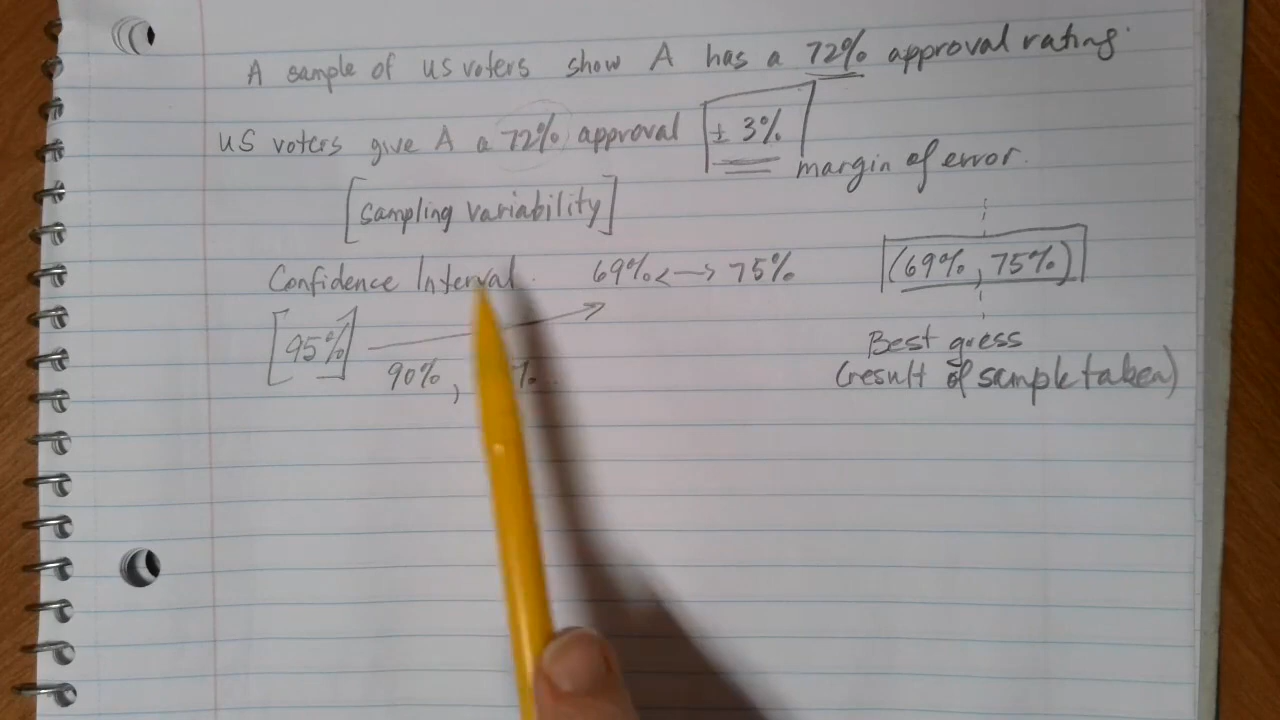 A sample of US voters show A has a 72% approval rating.
US voters give A a 72% approval ± 3%
margin of error.
[Sampling variability]
Confidence Interval. 69% <—> 75% (69%, 75%)
[95%]
90%, %
Best guess
(result of sample taken)